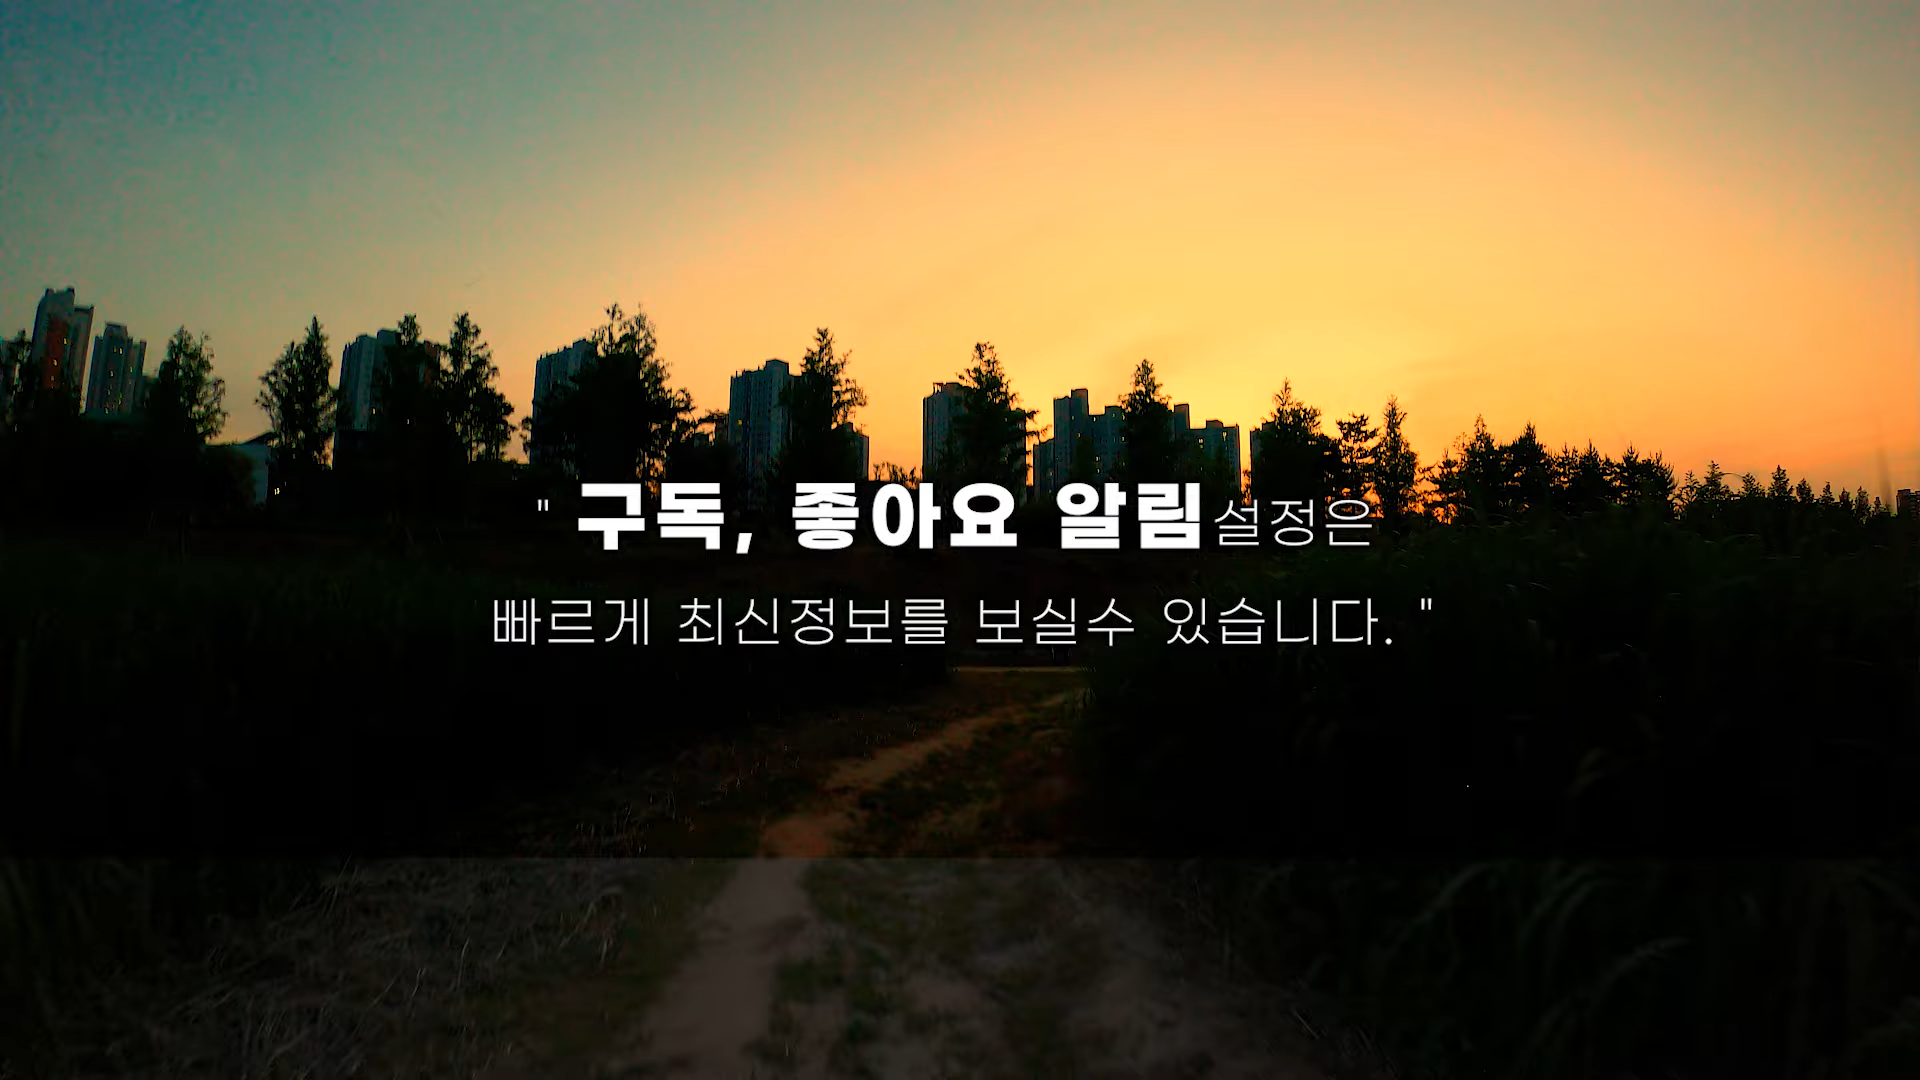 " 구독, 좋아요 알림설정은
빠르게 최신정보를 보실수 있습니다. "